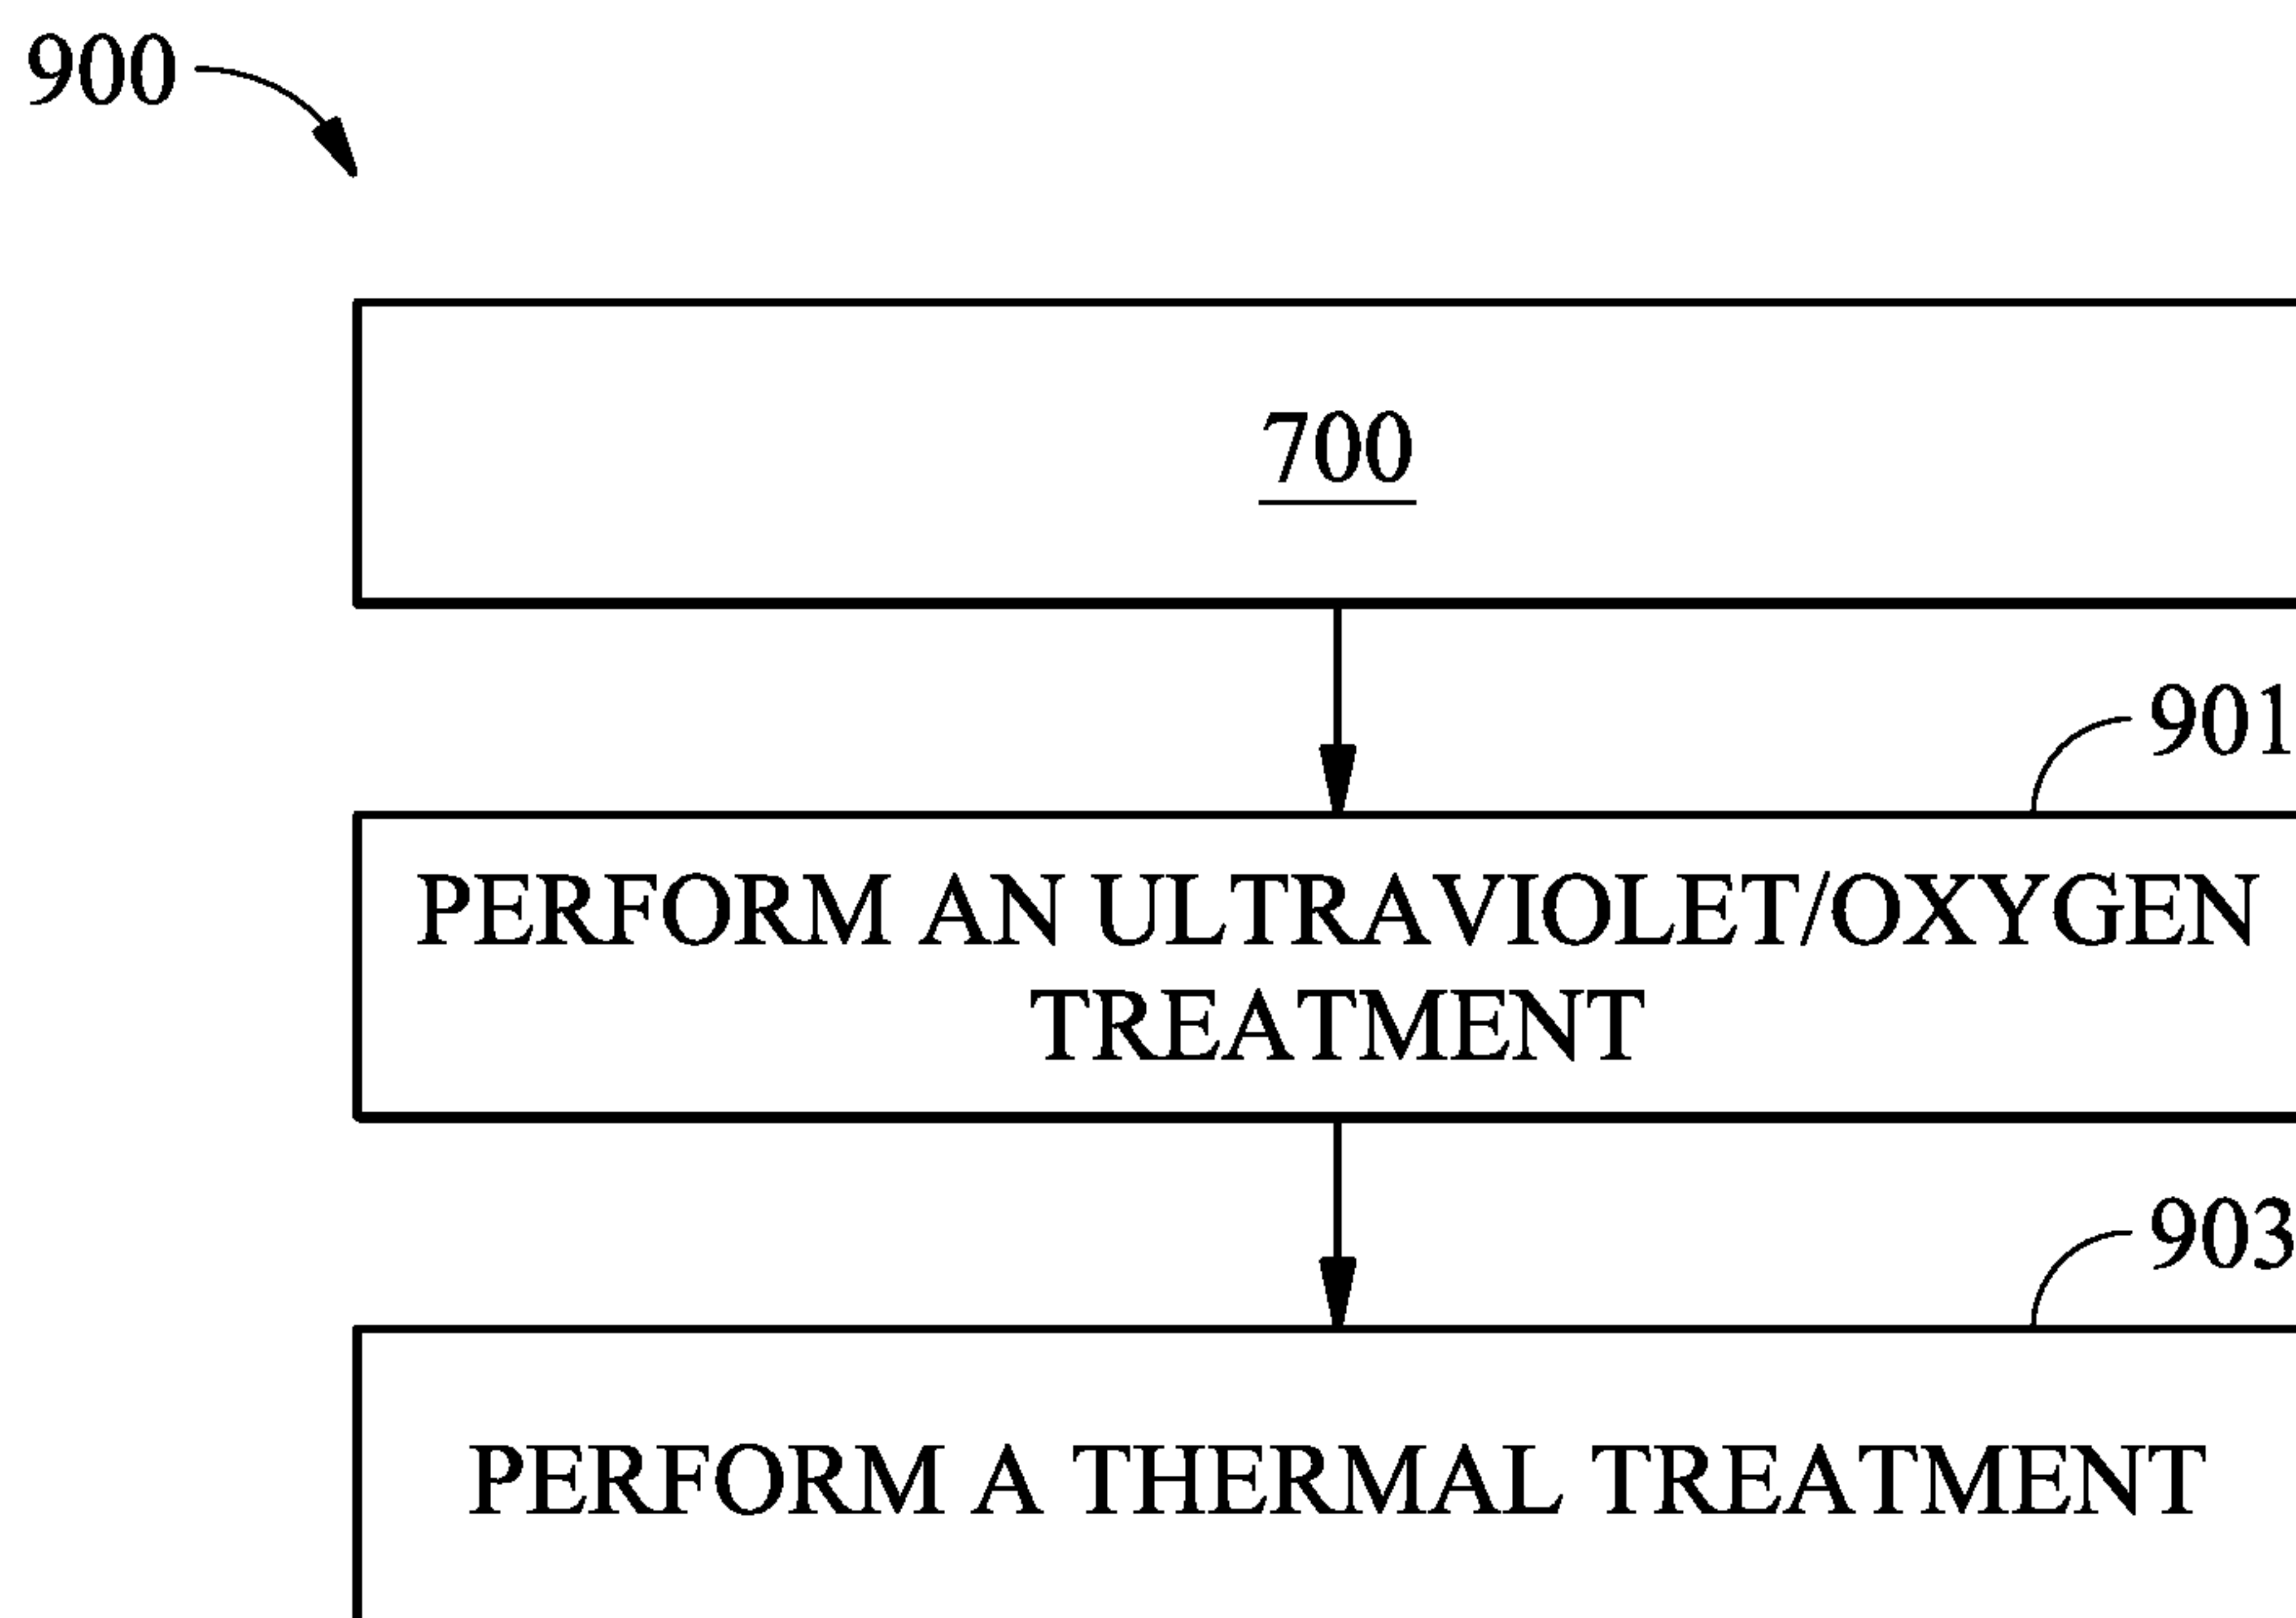 900
700
901
PERFORM AN ULTRAVIOLET/OXYGEN
TREATMENT
903
PERFORM A THERMAL TREATMENT